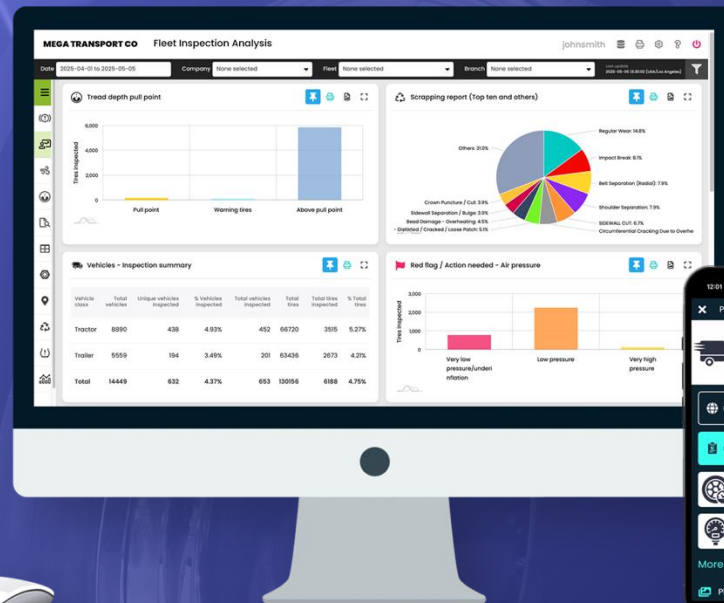 MEGA TRANSPORT CO Fleet Inspection Analysis johnsmith
Date 2025-04-01 to 2025-05-05 Company None selected Fleet None selected Branch None selected Last update
Tread depth pull point
Tires inspected
6,000
4,000
2,000
0
Pull point Warning tires Above pull point
Scrapping report (Top ten and others)
Others: 31.2%
Regular Wear: 14.8%
Impact Break: 9.1%
Belt Separation (Radial): 7.9%
Shoulder Separation: 7.9%
SIDEWALL CUT: 6.7%
Circumferential Cracking Due to Overhe
Crown Puncture / Cut: 3.9%
Sidewall Separation / Bulge: 3.9%
Bead Damage - Overheating: 4.5%
/ Cracked / Loose Patch: 5.1%
Vehicles - Inspection summary
Vehicle class Total vehicles Unique vehicles inspected % Vehicles inspected Total vehicles inspected Total tires Total tires inspected % Total tires
Tractor 8890 438 4.93% 452 66720 3515 5.27%
Trailer 5559 194 3.49% 201 63436 2673 4.21%
Total 14449 632 4.37% 653 130156 6188 4.75%
Red flag / Action needed - Air pressure
Tires inspected
3,000
2,000
1,000
0
Very low
pressure/underi
nflation
Low pressure
Very high
pressure
12:01
More